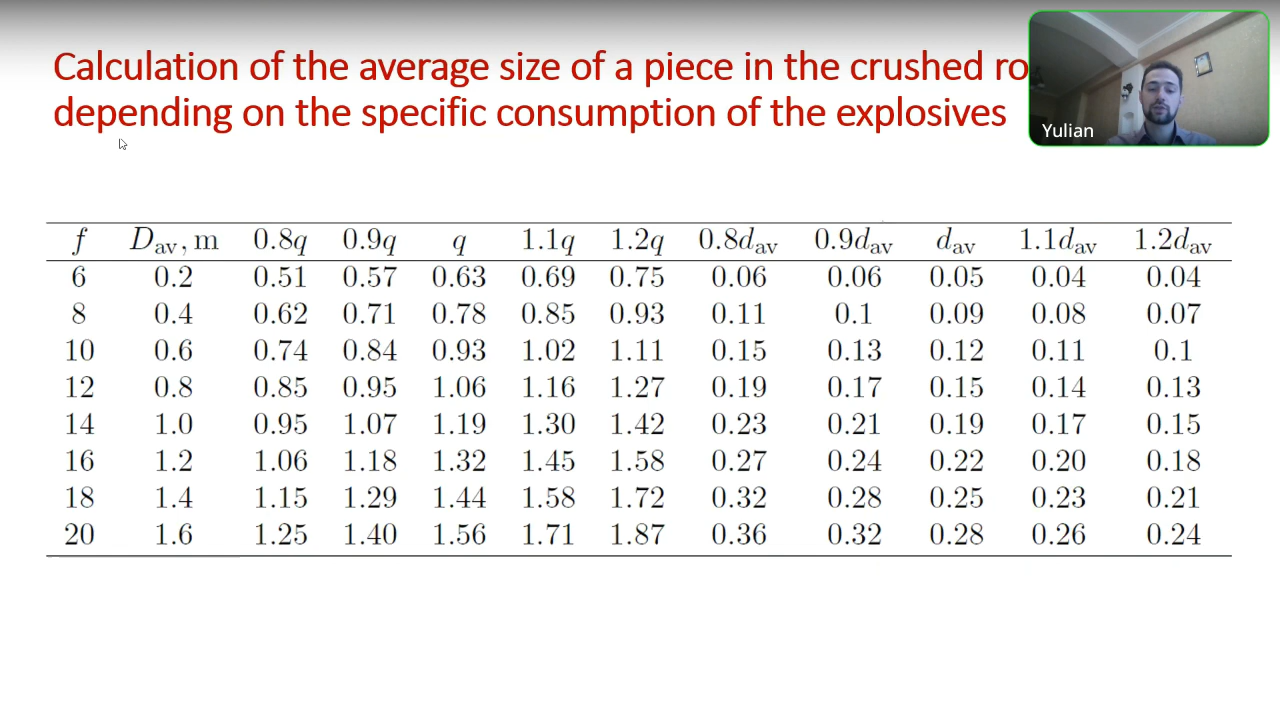 Calculation of the average size of a piece in the crushed
depending on the specific consumption of the explosives
Yulian
f D_av, m 0.8q 0.9q q 1.1q 1.2q 0.8d_av 0.9d_av d_av 1.1d_av 1.2d_av
6 0.2 0.51 0.57 0.63 0.69 0.75 0.06 0.06 0.05 0.04 0.04
8 0.4 0.62 0.71 0.78 0.85 0.93 0.11 0.1 0.09 0.08 0.07
10 0.6 0.74 0.84 0.93 1.02 1.11 0.15 0.13 0.12 0.11 0.1
12 0.8 0.85 0.95 1.06 1.16 1.27 0.19 0.17 0.15 0.14 0.13
14 1.0 0.95 1.07 1.19 1.30 1.42 0.23 0.21 0.19 0.17 0.15
16 1.2 1.06 1.18 1.32 1.45 1.58 0.27 0.24 0.22 0.20 0.18
18 1.4 1.15 1.29 1.44 1.58 1.72 0.32 0.28 0.25 0.23 0.21
20 1.6 1.25 1.40 1.56 1.71 1.87 0.36 0.32 0.28 0.26 0.24